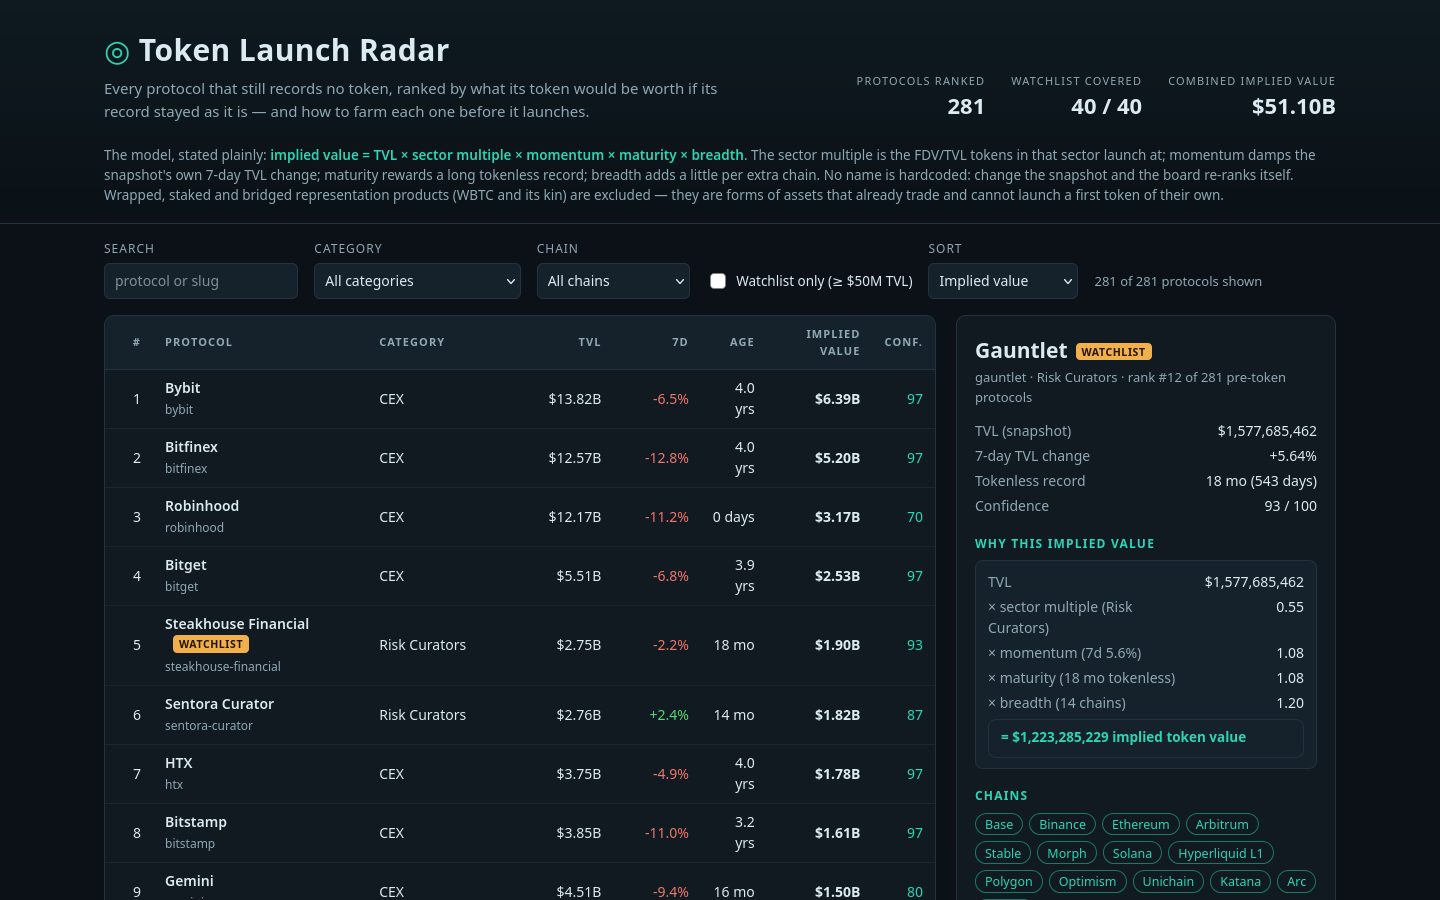 ◎ Token Launch Radar
Every protocol that still records no token, ranked by what its token would be worth if its
record stayed as it is — and how to farm each one before it launches.
PROTOCOLS RANKED
281
WATCHLIST COVERED
40 / 40
COMBINED IMPLIED VALUE
$51.10B
The model, stated plainly: implied value = TVL × sector multiple × momentum × maturity × breadth. The sector multiple is the FDV/TVL tokens in that sector launch at; momentum damps the
snapshot's own 7-day TVL change; maturity rewards a long tokenless record; breadth adds a little per extra chain. No name is hardcoded: change the snapshot and the board re-ranks itself.
Wrapped, staked and bridged representation products (WBTC and its kin) are excluded — they are forms of assets that already trade and cannot launch a first token of their own.
SEARCH
protocol or slug
CATEGORY
All categories
CHAIN
All chains
Watchlist only (≥ $50M TVL)
SORT
Implied value
281 of 281 protocols shown
# PROTOCOL CATEGORY TVL 7D AGE IMPLIED VALUE CONF.
1 Bybit CEX $13.82B -6.5% 4.0 yrs $6.39B 97
bybit
2 Bitfinex CEX $12.57B -12.8% 4.0 yrs $5.20B 97
bitfinex
3 Robinhood CEX $12.17B -11.2% 0 days $3.17B 70
robinhood
4 Bitget CEX $5.51B -6.8% 3.9 yrs $2.53B 97
bitget
5 Steakhouse Financial WATCHLIST Risk Curators $2.75B -2.2% 18 mo $1.90B 93
steakhouse-financial
6 Sentora Curator Risk Curators $2.76B +2.4% 14 mo $1.82B 87
sentora-curator
7 HTX CEX $3.75B -4.9% 4.0 yrs $1.78B 97
htx
8 Bitstamp CEX $3.85B -11.0% 3.2 yrs $1.61B 97
bitstamp
9 Gemini CEX $4.51B -9.4% 16 mo $1.50B 80
Gauntlet WATCHLIST
gauntlet · Risk Curators · rank #12 of 281 pre-token
protocols
TVL (snapshot) $1,577,685,462
7-day TVL change +5.64%
Tokenless record 18 mo (543 days)
Confidence 93 / 100
WHY THIS IMPLIED VALUE
TVL $1,577,685,462
× sector multiple (Risk Curators) 0.55
× momentum (7d 5.6%) 1.08
× maturity (18 mo tokenless) 1.08
× breadth (14 chains) 1.20
= $1,223,285,229 implied token value
CHAINS
Base Binance Ethereum Arbitrum
Stable Morph Solana Hyperliquid L1
Polygon Optimism Unichain Katana Arc